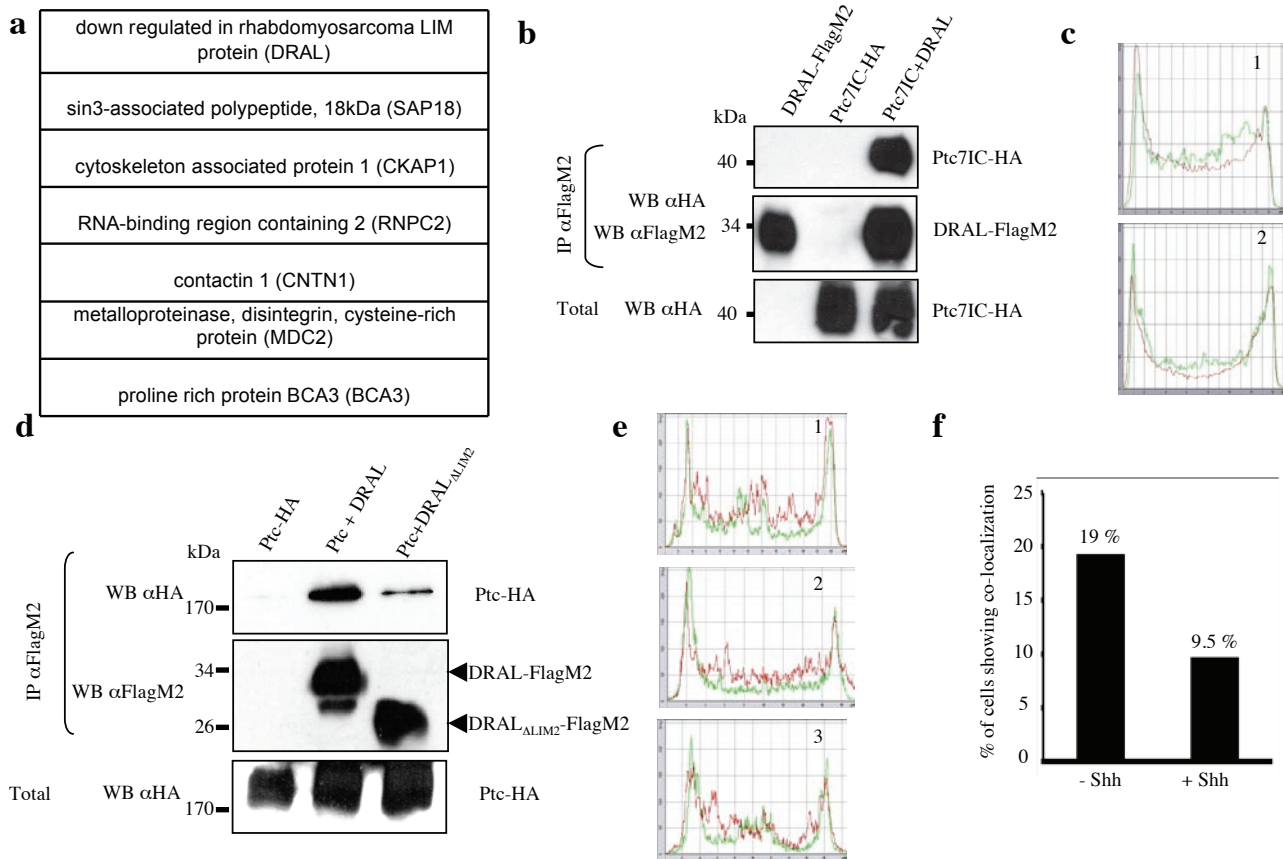 a
down regulated in rhabdomyosarcoma LIM
protein (DRAL)
sin3-associated polypeptide, 18kDa (SAP18)
cytoskeleton associated protein 1 (CKAP1)
RNA-binding region containing 2 (RNPC2)
contactin 1 (CNTN1)
metalloproteinase, disintegrin, cysteine-rich
protein (MDC2)
proline rich protein BCA3 (BCA3)
b
DRAL-FlagM2
Ptc7IC-HA
Ptc7IC+DRAL
kDa
IP αFlagM2
40
Ptc7IC-HA
WB αHA
WB αFlagM2
34
DRAL-FlagM2
Total
WB αHA
40
Ptc7IC-HA
c
1
2
d
Ptc-HA
Ptc + DRAL
Ptc+DRALΔLIM2
kDa
IP αFlagM2
WB αHA
170
Ptc-HA
34
DRAL-FlagM2
WB αFlagM2
26
DRALΔLIM2-FlagM2
Total
WB αHA
170
Ptc-HA
e
1
2
3
f
% of cells showing co-localization
25
20
15
10
5
0
19 %
9.5 %
- Shh
+ Shh